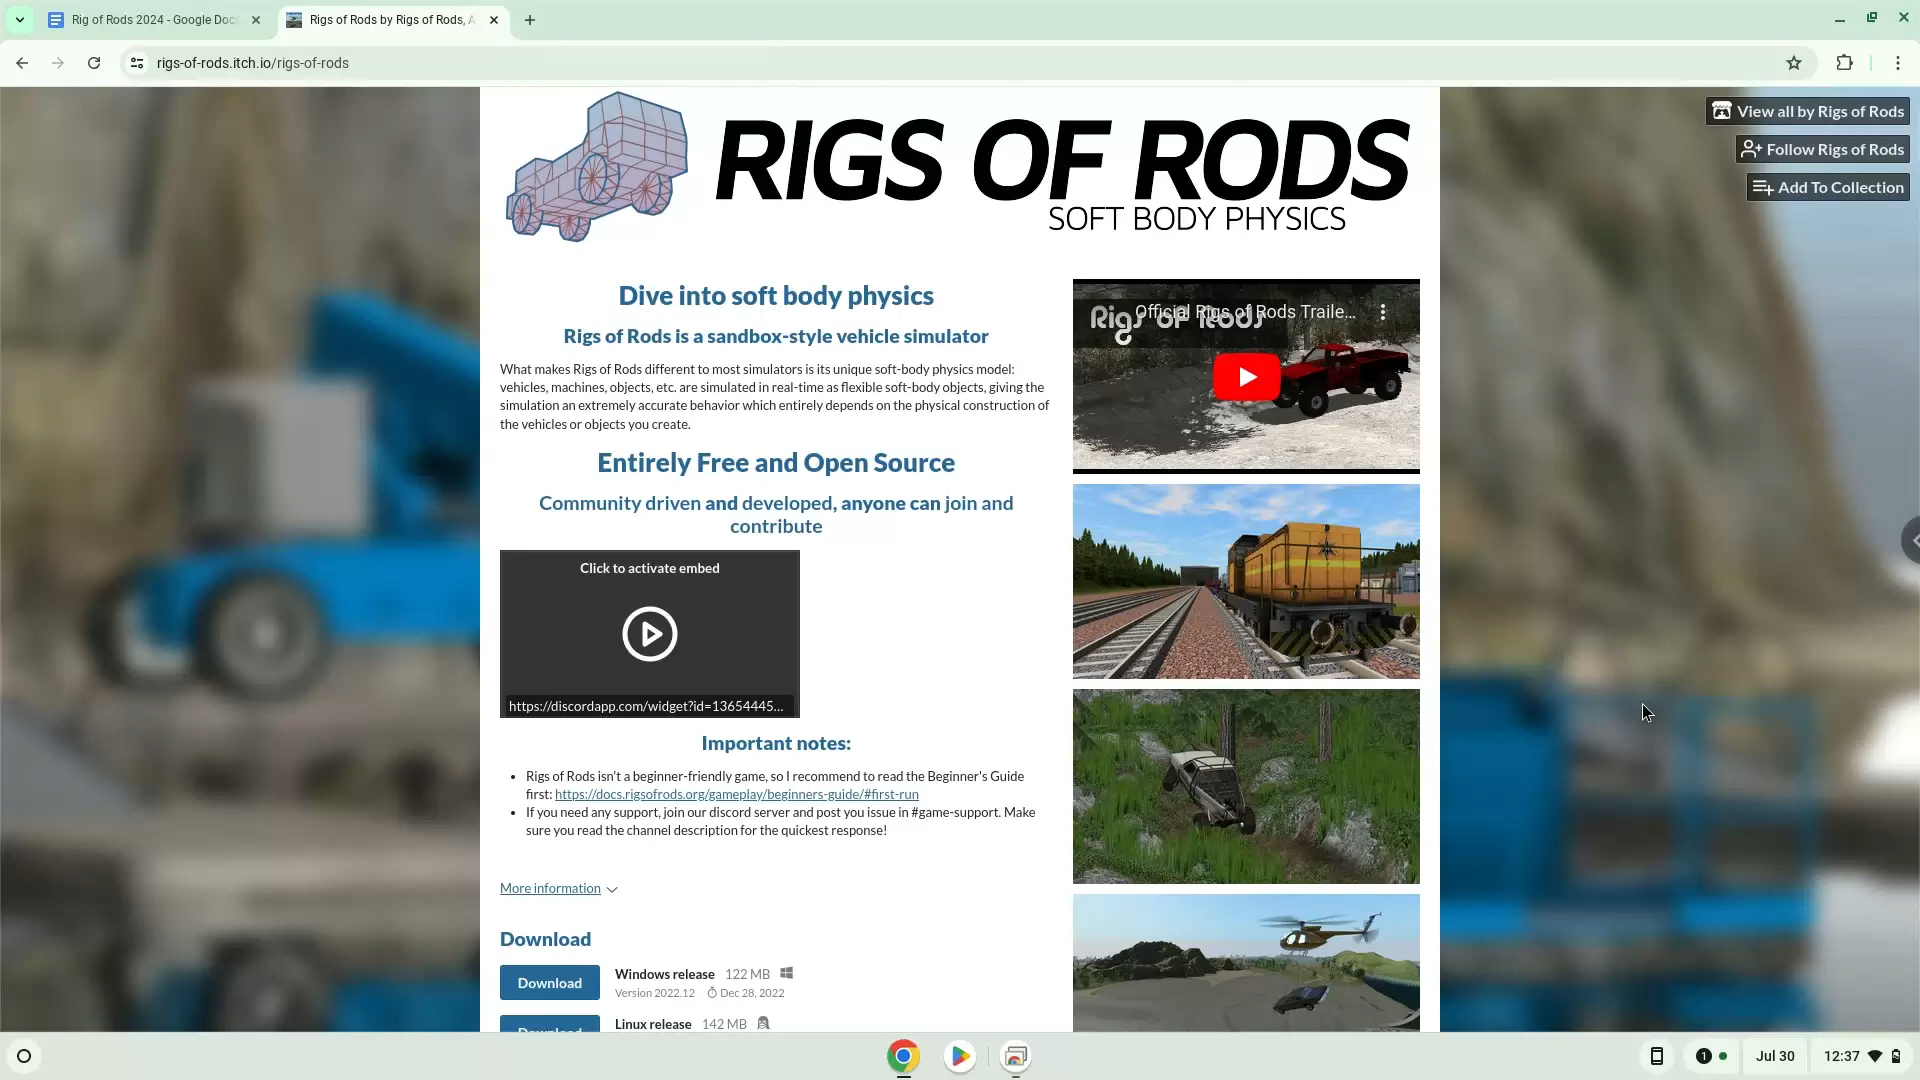 Rig of Rods 2024 - Google Doc
Rigs of Rods by Rigs of Rods, A
rigs-of-rods.itch.io/rigs-of-rods
View all by Rigs of Rods
Follow Rigs of Rods
Add To Collection
RIGS OF RODS
SOFT BODY PHYSICS
Dive into soft body physics
Rigs of Rods is a sandbox-style vehicle simulator
What makes Rigs of Rods different to most simulators is its unique soft-body physics model:
vehicles, machines, objects, etc. are simulated in real-time as flexible soft-body objects, giving the
simulation an extremely accurate behavior which entirely depends on the physical construction of
the vehicles or objects you create.
Entirely Free and Open Source
Community driven and developed, anyone can join and
contribute
Click to activate embed
https://discordapp.com/widget?id=13654445...
Important notes:
• Rigs of Rods isn't a beginner-friendly game, so I recommend to read the Beginner's Guide
first: https://docs.rigsofrods.org/gameplay/beginners-guide/#first-run
• If you need any support, join our discord server and post you issue in #game-support. Make
sure you read the channel description for the quickest response!
More information
Download
Download
Windows release 122 MB
Version 2022.12 Dec 28, 2022
Download
Linux release 142 MB
Official Rigs of Rods Traile...
Rigs of Rods
1
Jul 30
12:37